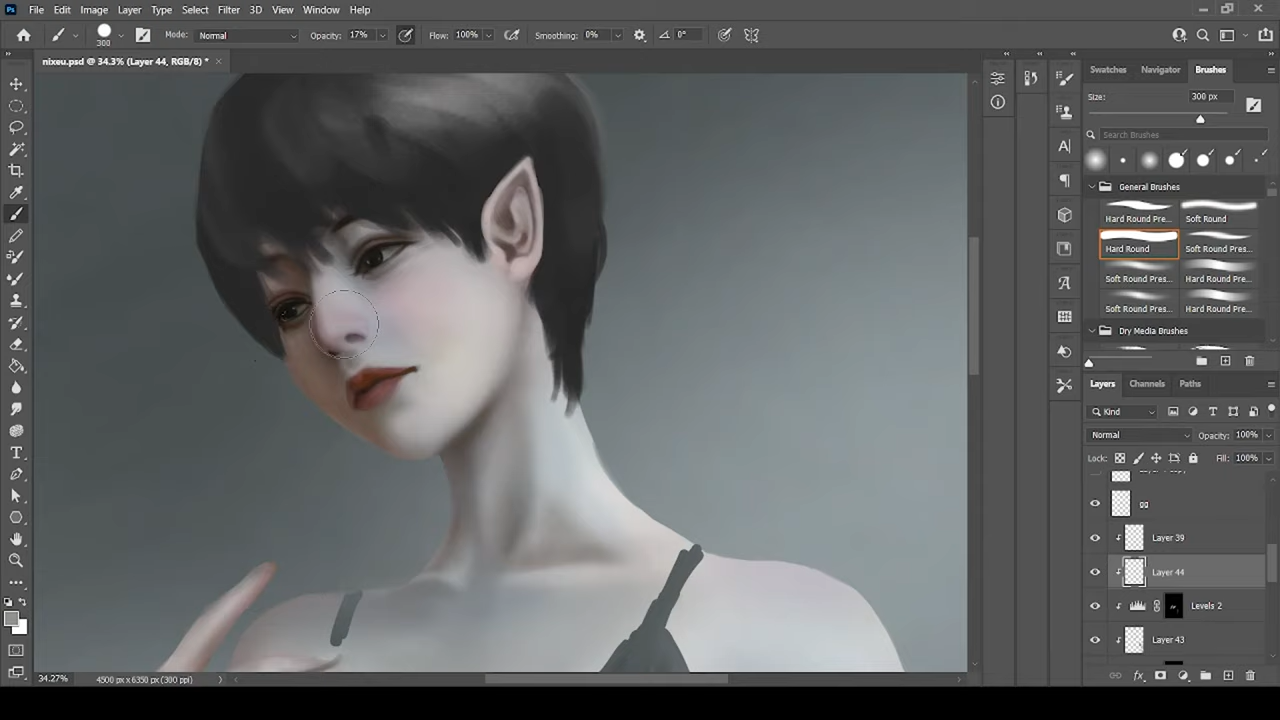 Ps File Edit Image Layer Type Select Filter 3D View Window Help
300 Mode: Normal Opacity: 17% Flow: 100% Smoothing: 0% 0°
nixeu.psd @ 34.3% (Layer 44, RGB/8) *
Swatches Navigator Brushes
Size: 300 px
Search Brushes
General Brushes
Hard Round Pre... Soft Round
Hard Round Soft Round Pres...
Soft Round Pres... Hard Round Pres...
Soft Round Pres... Hard Round Pres...
Dry Media Brushes
Layers Channels Paths
Kind
Normal Opacity: 100%
Lock: Fill: 100%
Layer 39
Layer 44
Levels 2
Layer 43
fx
34.27% 4500 px x 6350 px (300 ppi)